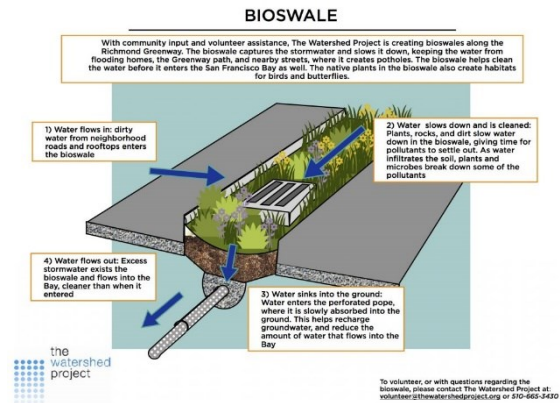 BIOSWALE
With community input and volunteer assistance, The Watershed Project is creating bioswales along the
Richmond Greenway. The bioswale captures the stormwater and slows it down, keeping the water from
flooding homes, the Greenway path, and nearby streets, where it creates potholes. The bioswale helps clean
the water before it enters the San Francisco Bay as well. The native plants in the bioswale also create habitats
for birds and butterflies.
1) Water flows in: dirty
water from neighborhood
roads and rooftops enters
the bioswale
2) Water slows down and is cleaned:
Plants, rocks, and dirt slow water
down in the bioswale, giving time for
pollutants to settle out. As water
infiltrates the soil, plants and
microbes break down some of the
pollutants
4) Water flows out: Excess
stormwater exists the
bioswale and flows into the
Bay, cleaner than when it
entered
3) Water sinks into the ground:
Water enters the perforated pope,
where it is slowly absorbed into the
ground. This helps recharge
groundwater, and reduce the
amount of water that flows into the
Bay
the
watershed
project
To volunteer, or with questions regarding the
bioswale, please contact The Watershed Project at:
volunteer@thewatershedproject.org or 510-665-3430